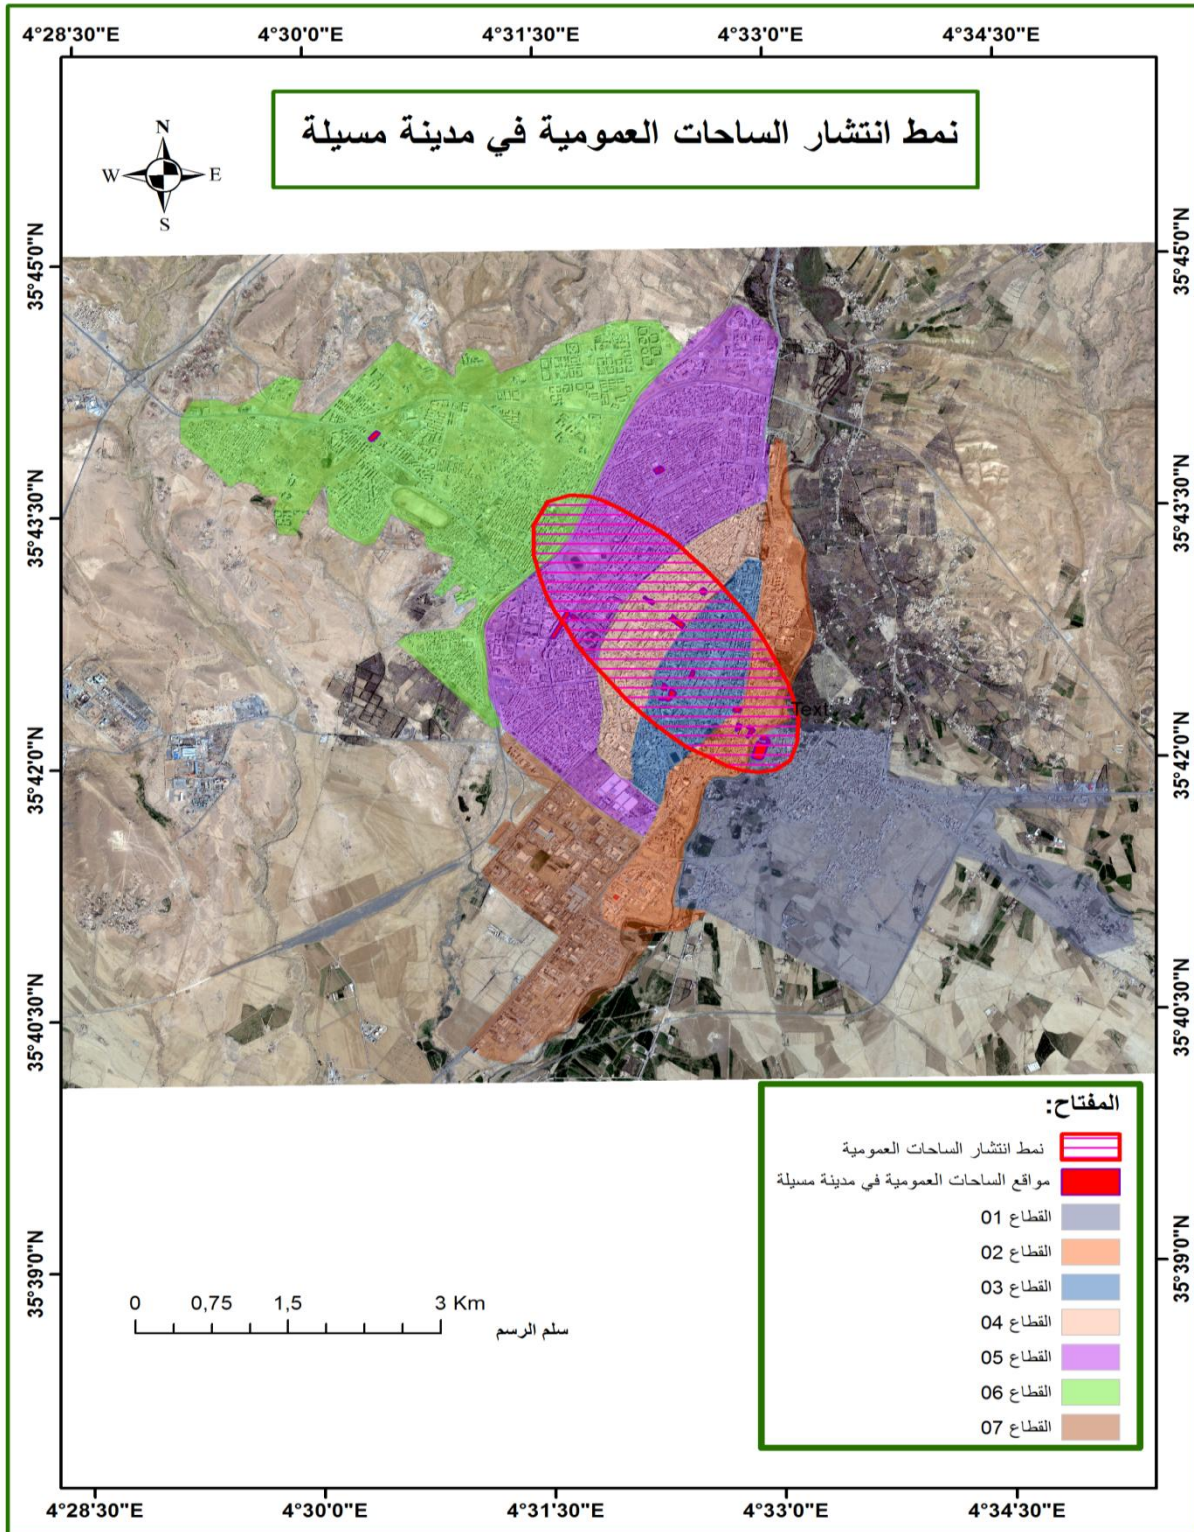 4°28'30"E 4°30'0"E 4°31'30"E 4°33'0"E 4°34'30"E
نمط انتشار الساحات العمومية في مدينة مسيلة
N
W E
S
35°45'0"N 35°45'0"N
35°43'30"N 35°43'30"N
Text
35°42'0"N 35°42'0"N
35°40'30"N 35°40'30"N
المفتاح:
نمط انتشار الساحات العمومية
مواقع الساحات العمومية في مدينة مسيلة
القطاع 01
القطاع 02
القطاع 03
القطاع 04
القطاع 05
القطاع 06
القطاع 07
35°39'0"N 35°39'0"N
0 0,75 1,5 3 Km
سلم الرسم
4°28'30"E 4°30'0"E 4°31'30"E 4°33'0"E 4°34'30"E